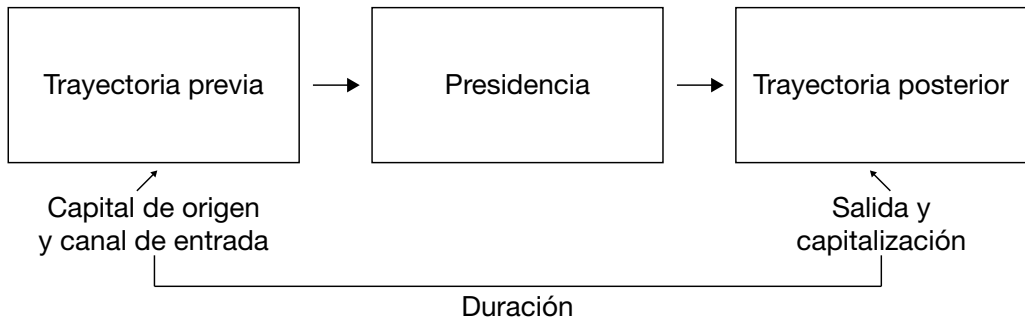 Trayectoria previa
Presidencia
Trayectoria posterior
Capital de origen
y canal de entrada
Salida y
capitalización
Duración